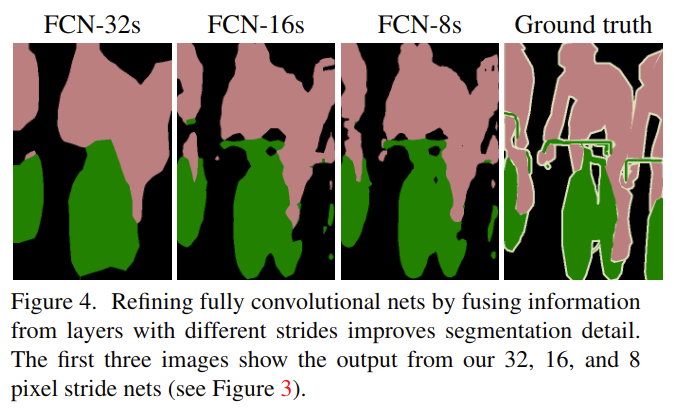 FCN-32s FCN-16s FCN-8s Ground truth
Figure 4. Refining fully convolutional nets by fusing information
from layers with different strides improves segmentation detail.
The first three images show the output from our 32, 16, and 8
pixel stride nets (see Figure 3).